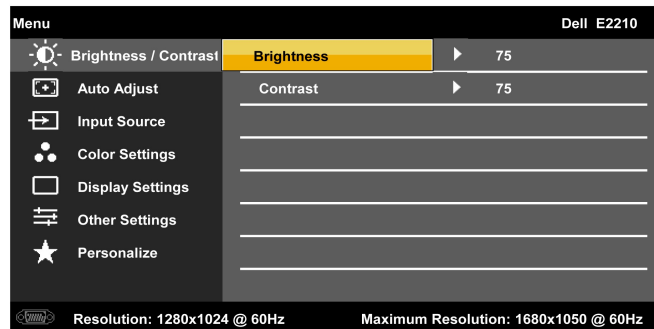 Menu Dell E2210
Brightness / Contrast Brightness 75
Auto Adjust Contrast 75
Input Source
Color Settings
Display Settings
Other Settings
Personalize
Resolution: 1280x1024 @ 60Hz Maximum Resolution: 1680x1050 @ 60Hz